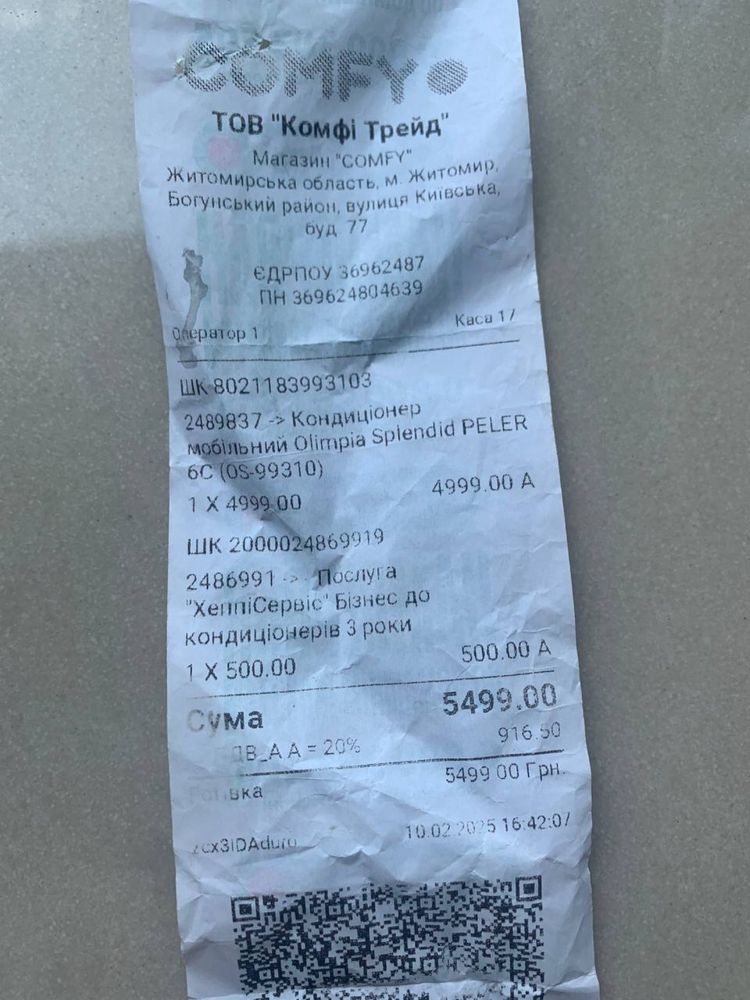 COMFY
ТОВ "Комфі Трейд"
Магазин "COMFY"
Житомирська область, м. Житомир,
Богунський район, вулиця Київська,
буд. 77
ЄДРПОУ 36962487
ПН 369624804639
Оператор 1 Каса 17
ШК 8021183993103
2489837 -> Кондиціонер
мобільний Olimpia Splendid PELER
6C (OS-99310)
1 X 4999.00 4999.00 А
ШК 2000024869919
2486991 -> Послуга
"ХеппіСервіс" Бізнес до
кондиціонерів 3 роки
1 X 500.00 500.00 А
Сума 5499.00
ДВ_А А = 20% 916.50
5499.00 Грн.
10.02.2025 16:42:07